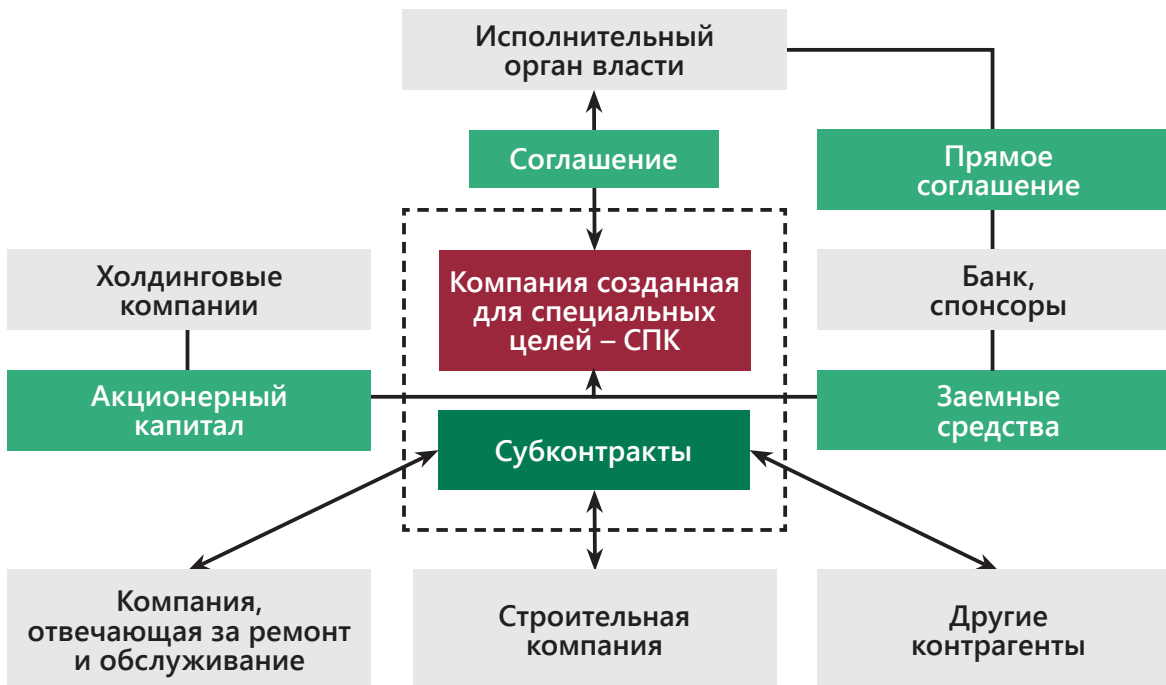 Исполнительный
орган власти
Соглашение
Прямое
соглашение
Холдинговые
компании
Компания созданная
для специальных
целей – СПК
Банк,
спонсоры
Акционерный
капитал
Заемные
средства
Субконтракты
Компания,
отвечающая за ремонт
и обслуживание
Строительная
компания
Другие
контрагенты